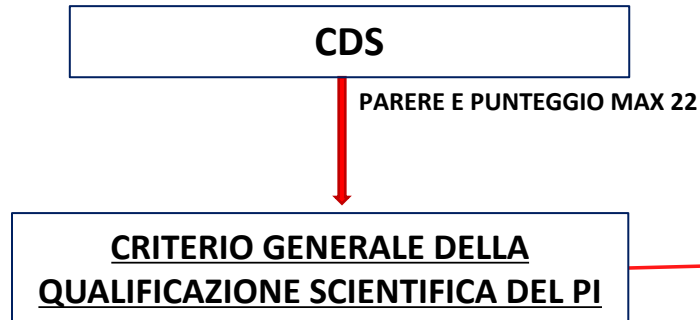 CDS
PARERE E PUNTEGGIO MAX 22
CRITERIO GENERALE DELLA
QUALIFICAZIONE SCIENTIFICA DEL PI